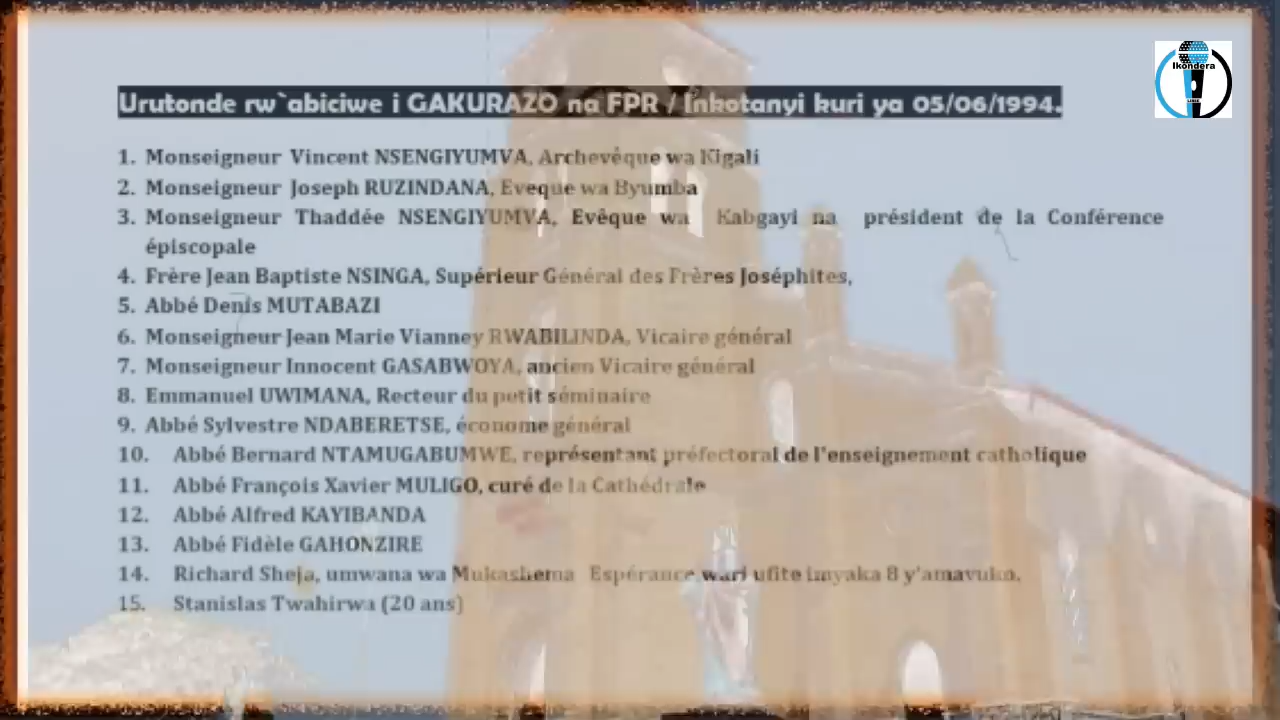 Ikondera
LIBRE
Urutonde rw`abiciwe i GAKURAZO na FPR / Inkotanyi kuri ya 05/06/1994.
1. Monseigneur Vincent NSENGIYUMVA, Archevêque wa Kigali
2. Monseigneur Joseph RUZINDANA, Eveque wa Byumba
3. Monseigneur Thaddée NSENGIYUMVA, Evêque wa Kabgayi na président de la Conférence
épiscopale
4. Frère Jean Baptiste NSINGA, Supérieur Général des Frères Joséphites,
5. Abbé Denis MUTABAZI
6. Monseigneur Jean Marie Vianney RWABILINDA, Vicaire général
7. Monseigneur Innocent GASABWOYA, ancien Vicaire général
8. Emmanuel UWIMANA, Recteur du petit séminaire
9. Abbé Sylvestre NDABERETSE, économe général
10. Abbé Bernard NTAMUGABUMWE, représentant préfectoral de l'enseignement catholique
11. Abbé François Xavier MULIGO, curé de la Cathédrale
12. Abbé Alfred KAYIBANDA
13. Abbé Fidèle GAHONZIRE
14. Richard Sheja, umwana wa Mukashema Espérance wari ufite imyaka 8 y'amavuko.
15. Stanislas Twahirwa (20 ans)